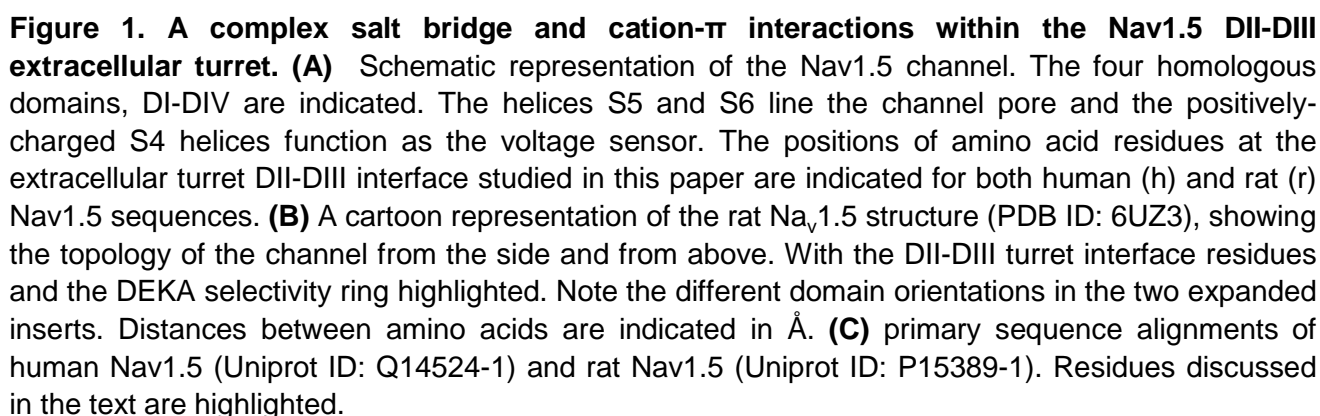 Figure 1. A complex salt bridge and cation-π interactions within the Nav1.5 DII-DIII
extracellular turret. (A) Schematic representation of the Nav1.5 channel. The four homologous
domains, DI-DIV are indicated. The helices S5 and S6 line the channel pore and the positively-
charged S4 helices function as the voltage sensor. The positions of amino acid residues at the
extracellular turret DII-DIII interface studied in this paper are indicated for both human (h) and rat (r)
Nav1.5 sequences. (B) A cartoon representation of the rat Nav1.5 structure (PDB ID: 6UZ3), showing
the topology of the channel from the side and from above. With the DII-DIII turret interface residues
and the DEKA selectivity ring highlighted. Note the different domain orientations in the two expanded
inserts. Distances between amino acids are indicated in Å. (C) primary sequence alignments of
human Nav1.5 (Uniprot ID: Q14524-1) and rat Nav1.5 (Uniprot ID: P15389-1). Residues discussed
in the text are highlighted.